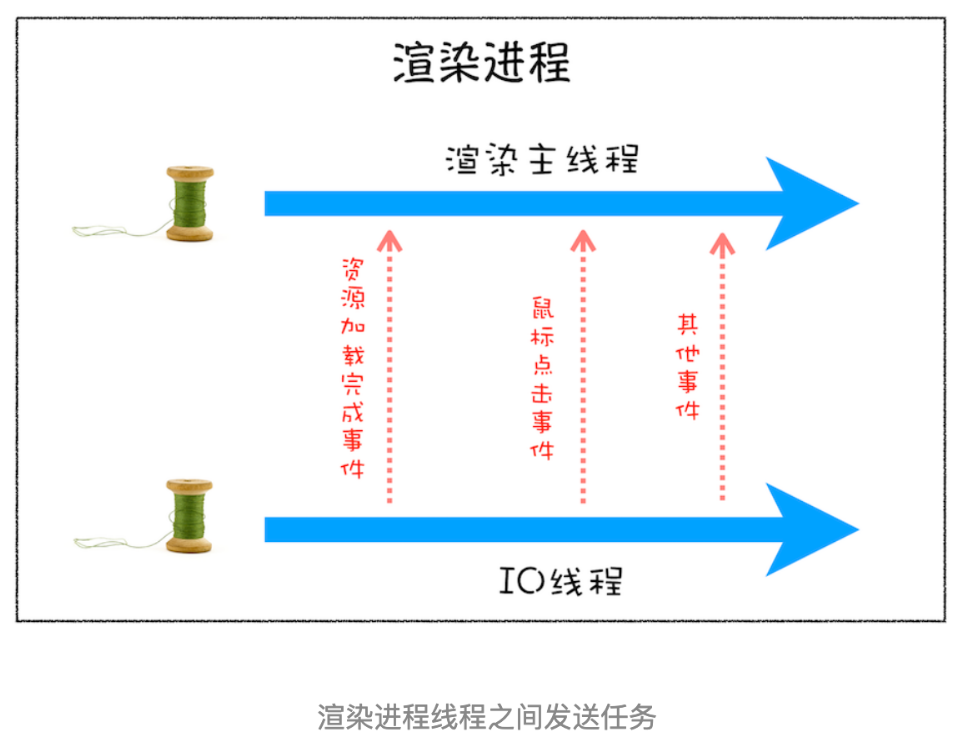 渲染进程
渲染主线程
资源加载完成事件
鼠标点击事件
其他事件
IO线程
渲染进程线程之间发送任务